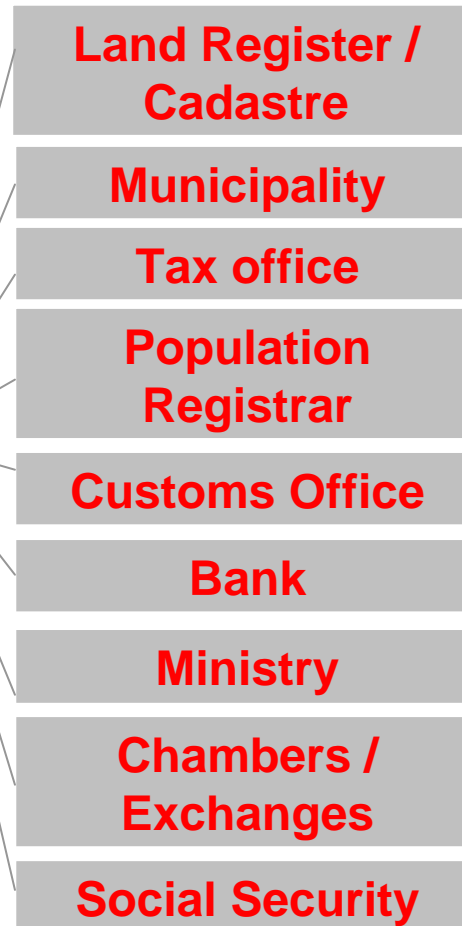 Land Register /
Cadastre
Municipality
Tax office
Population
Registrar
Customs Office
Bank
Ministry
Chambers /
Exchanges
Social Security